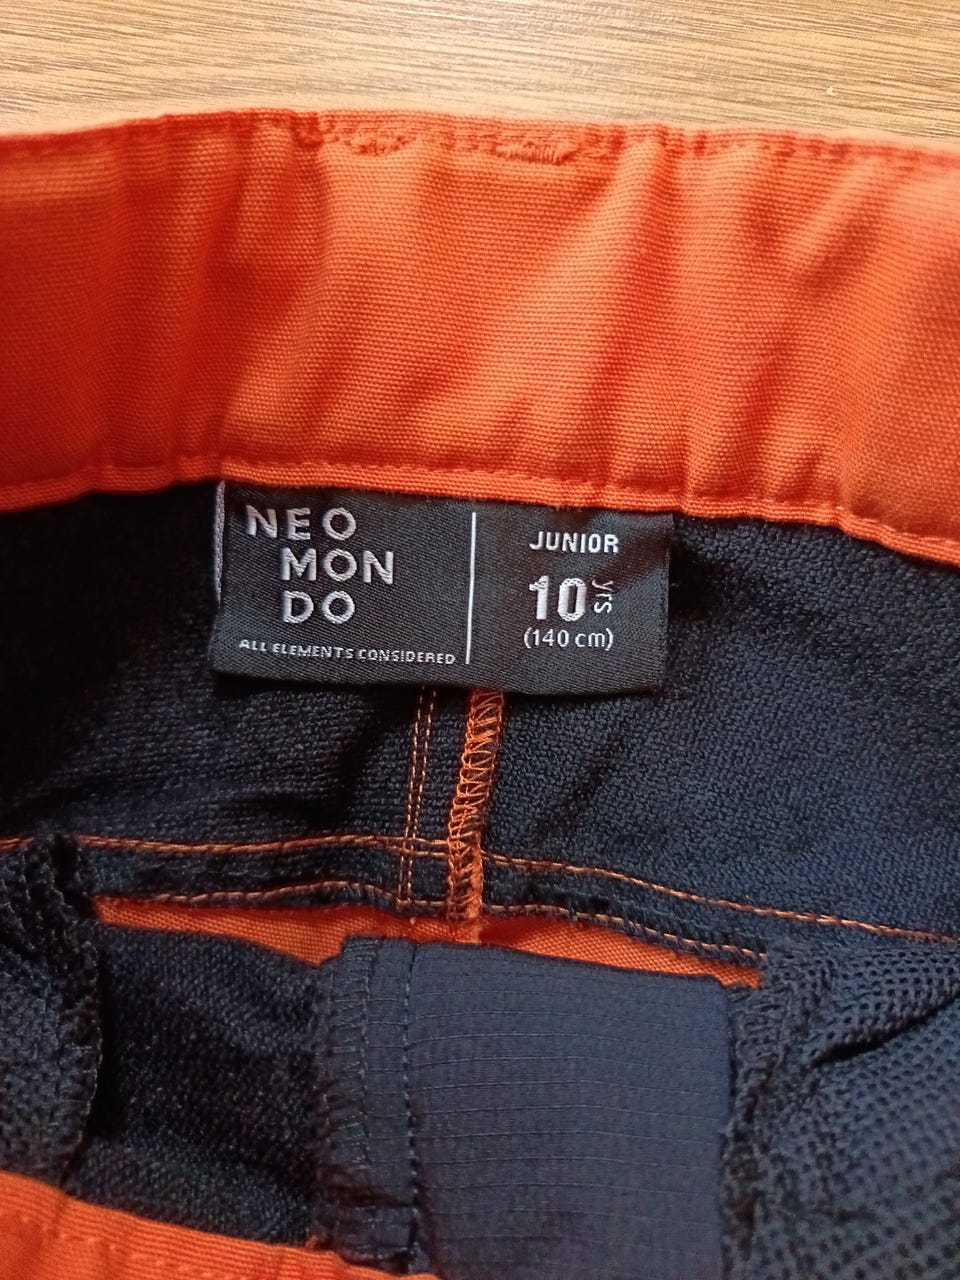 NEO
MON
DO
ALL ELEMENTS CONSIDERED
JUNIOR
10 yrs
(140 cm)